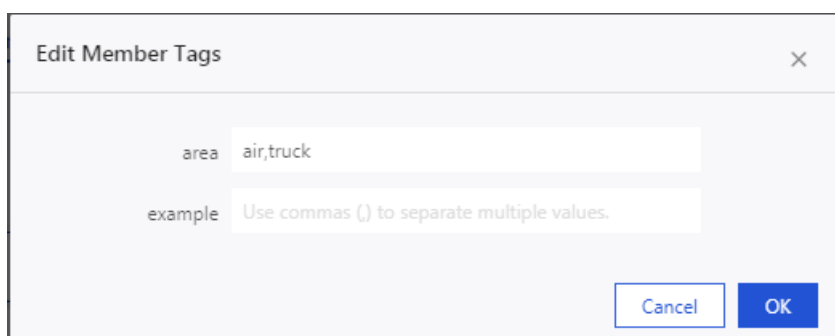 Edit Member Tags
area air,truck
example Use commas (,) to separate multiple values.
Cancel OK